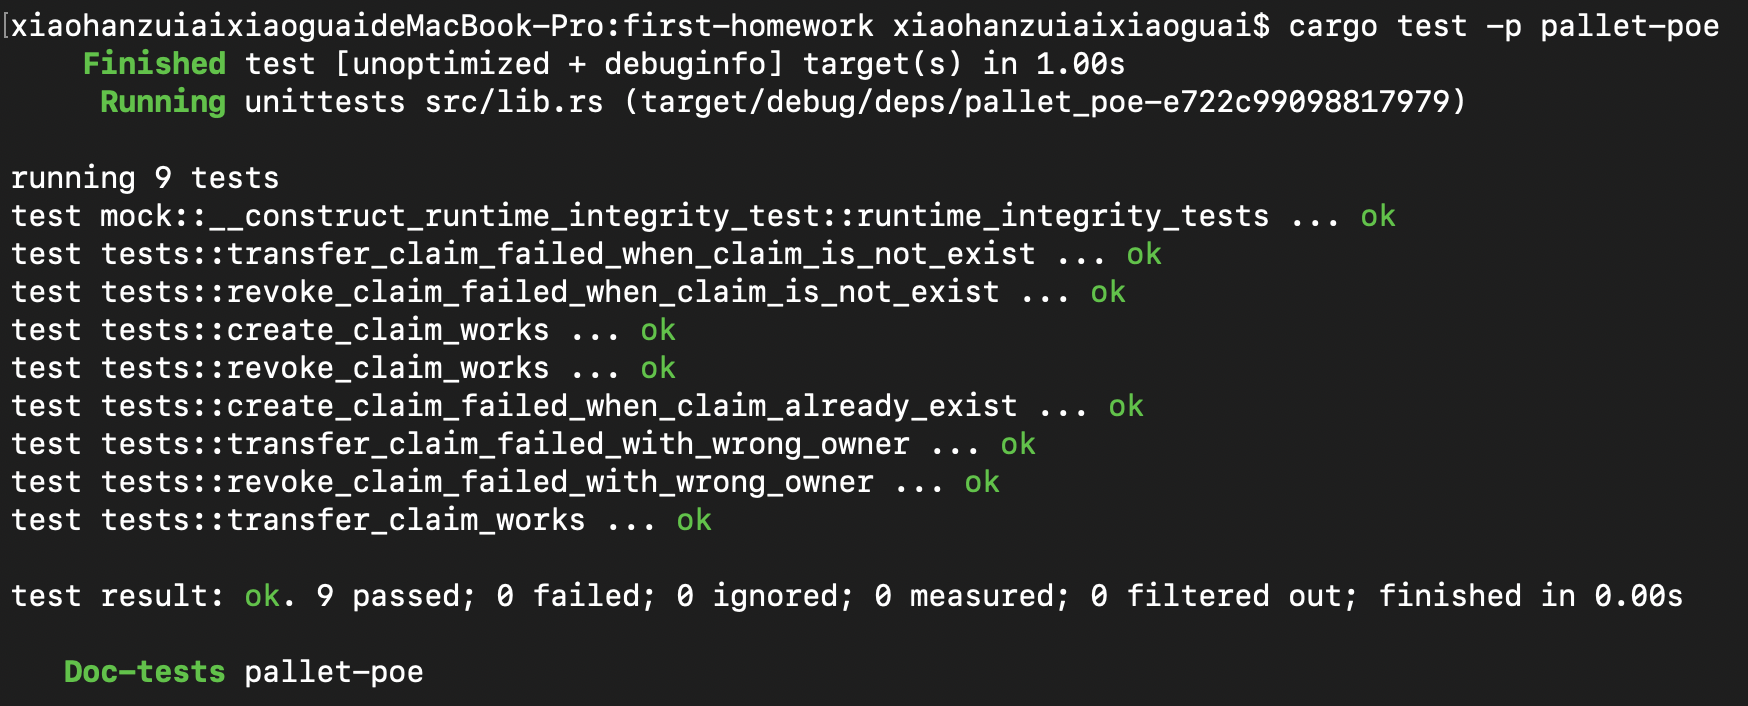 [xiaohanzuiaixiaoguaideMacBook-Pro:first-homework xiaohanzuiaixiaoguai$ cargo test -p pallet-poe
    Finished test [unoptimized + debuginfo] target(s) in 1.00s
     Running unittests src/lib.rs (target/debug/deps/pallet_poe-e722c99098817979)

running 9 tests
test mock::__construct_runtime_integrity_test::runtime_integrity_tests ... ok
test tests::transfer_claim_failed_when_claim_is_not_exist ... ok
test tests::revoke_claim_failed_when_claim_is_not_exist ... ok
test tests::create_claim_works ... ok
test tests::revoke_claim_works ... ok
test tests::create_claim_failed_when_claim_already_exist ... ok
test tests::transfer_claim_failed_with_wrong_owner ... ok
test tests::revoke_claim_failed_with_wrong_owner ... ok
test tests::transfer_claim_works ... ok

test result: ok. 9 passed; 0 failed; 0 ignored; 0 measured; 0 filtered out; finished in 0.00s

   Doc-tests pallet-poe